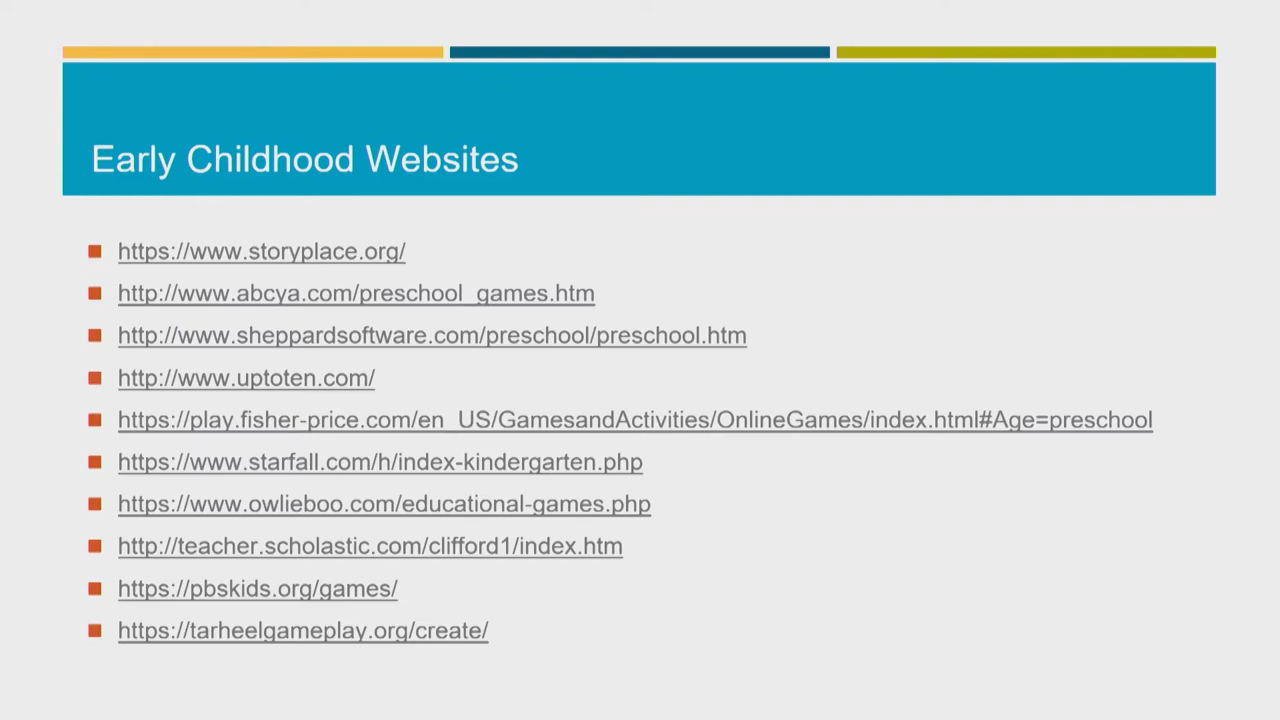 Early Childhood Websites
https://www.storyplace.org/
http://www.abcya.com/preschool_games.htm
http://www.sheppardsoftware.com/preschool/preschool.htm
http://www.uptoten.com/
https://play.fisher-price.com/en_US/GamesandActivities/OnlineGames/index.html#Age=preschool
https://www.starfall.com/h/index-kindergarten.php
https://www.owlieboo.com/educational-games.php
http://teacher.scholastic.com/clifford1/index.htm
https://pbskids.org/games/
https://tarheelgameplay.org/create/